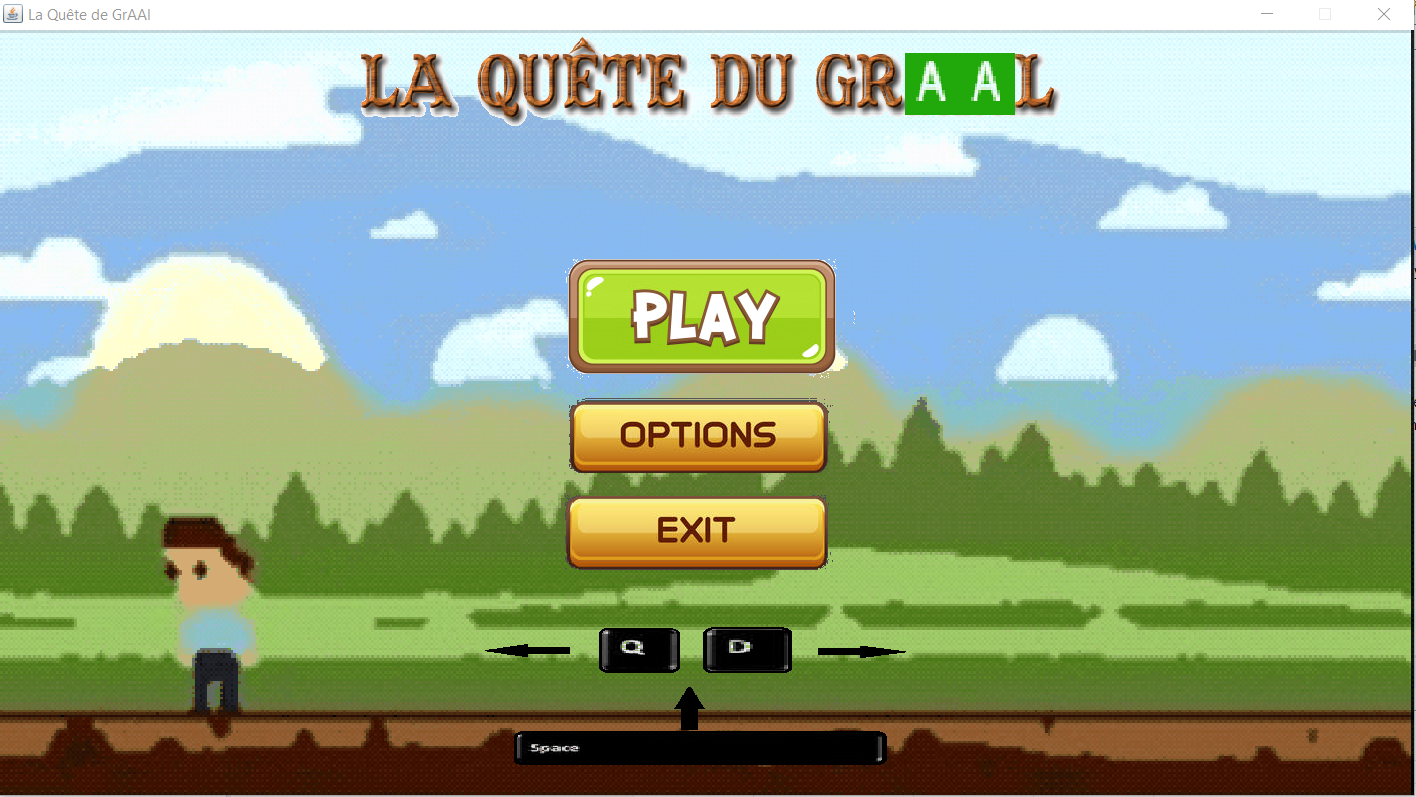 La Quête de GrAAl
LA QUÊTE DU GRAAL
PLAY
OPTIONS
EXIT
Q D
Space